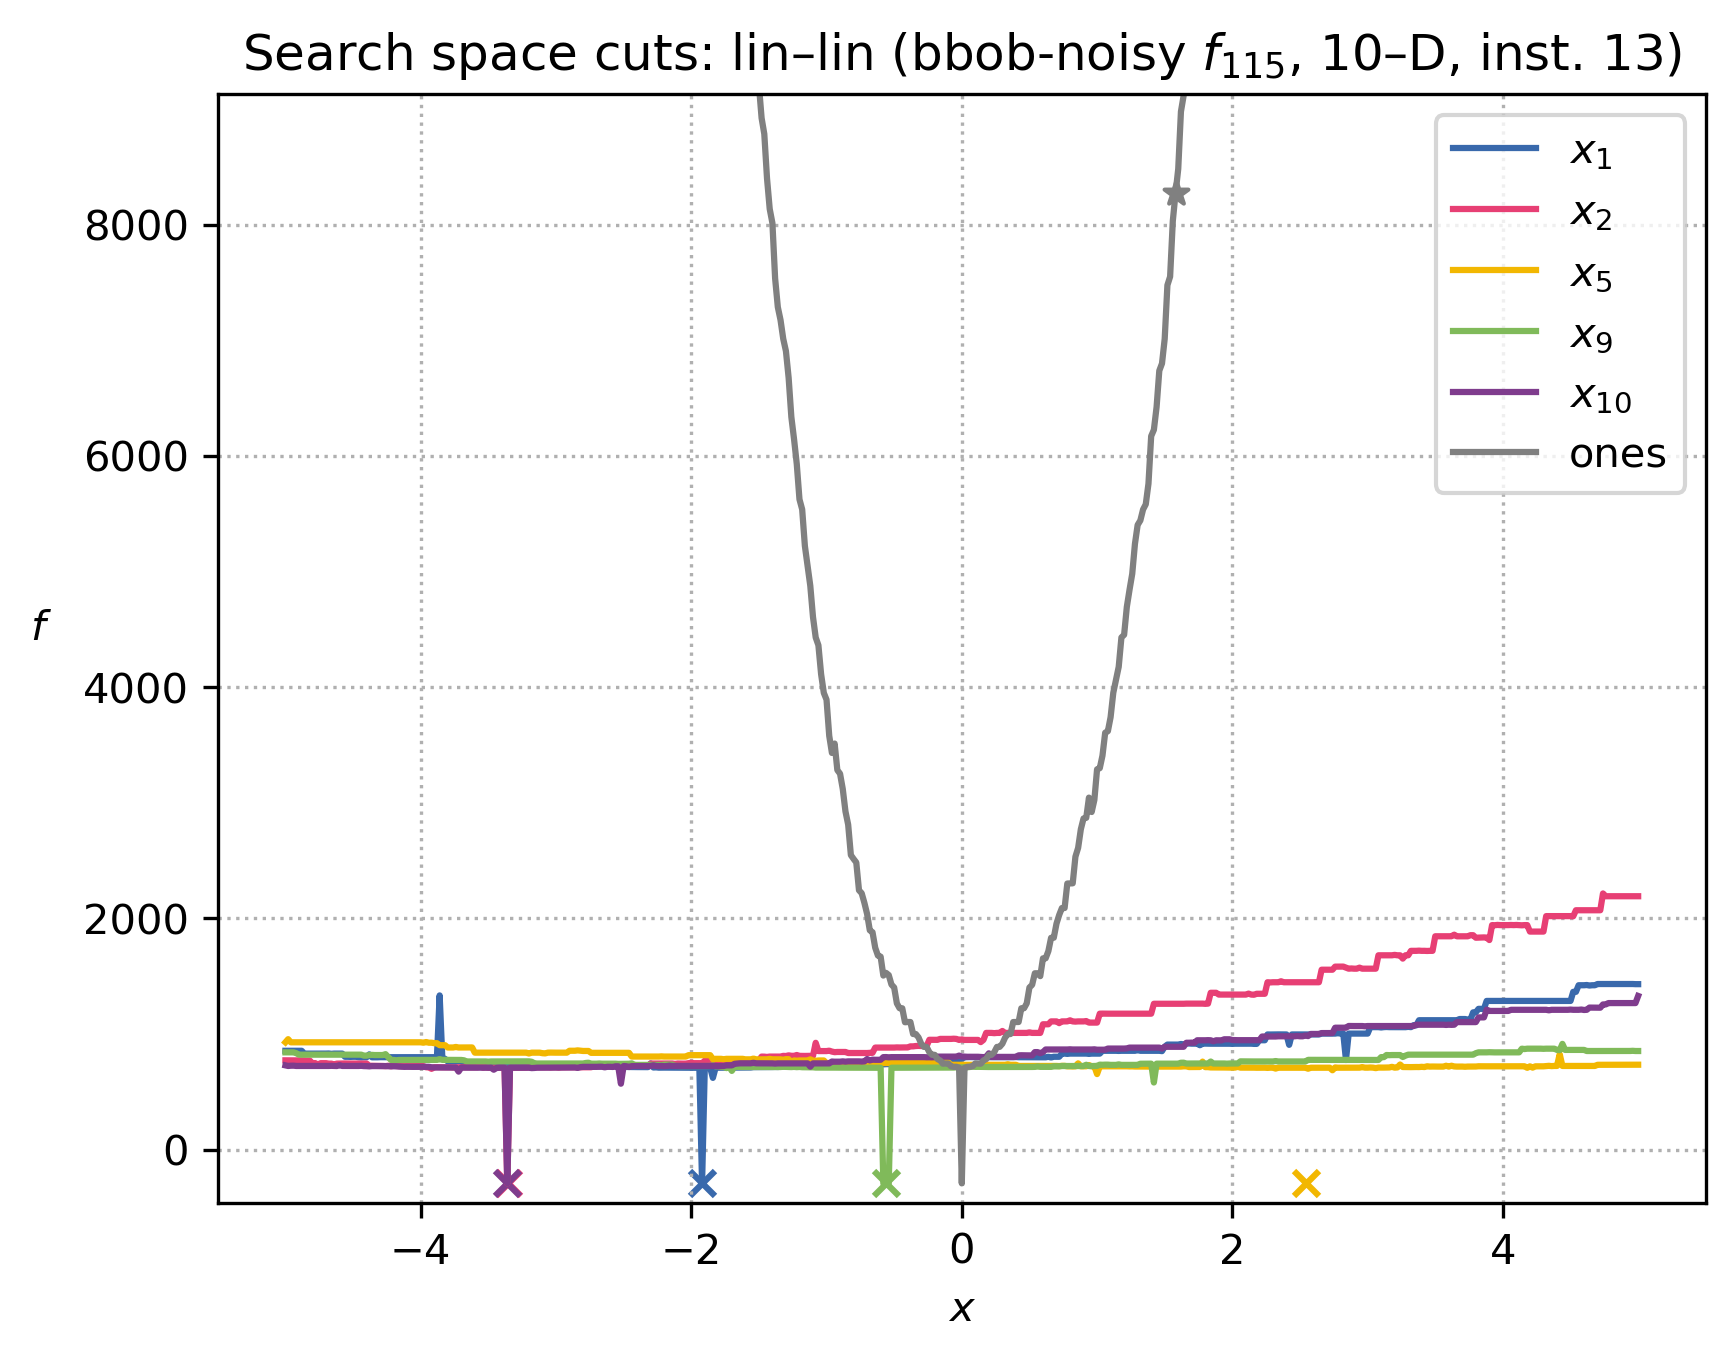 Search space cuts: lin–lin (bbob-noisy f₁₁₅, 10–D, inst. 13)
x₁
x₂
x₅
x₉
x₁₀
ones
8000
6000
4000
2000
0
f
−4
−2
0
2
4
x